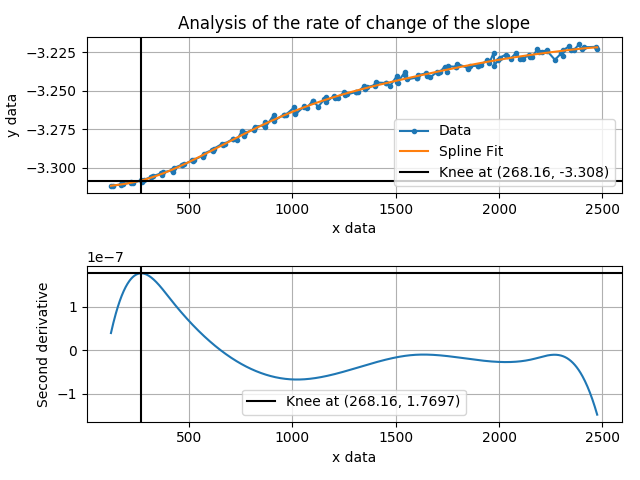 Analysis of the rate of change of the slope
−3.225
−3.250
−3.275
−3.300
y data
Data
Spline Fit
Knee at (268.16, -3.308)
500 1000 1500 2000 2500
x data
1e−7
1
0
−1
Second derivative
Knee at (268.16, 1.7697)
500 1000 1500 2000 2500
x data